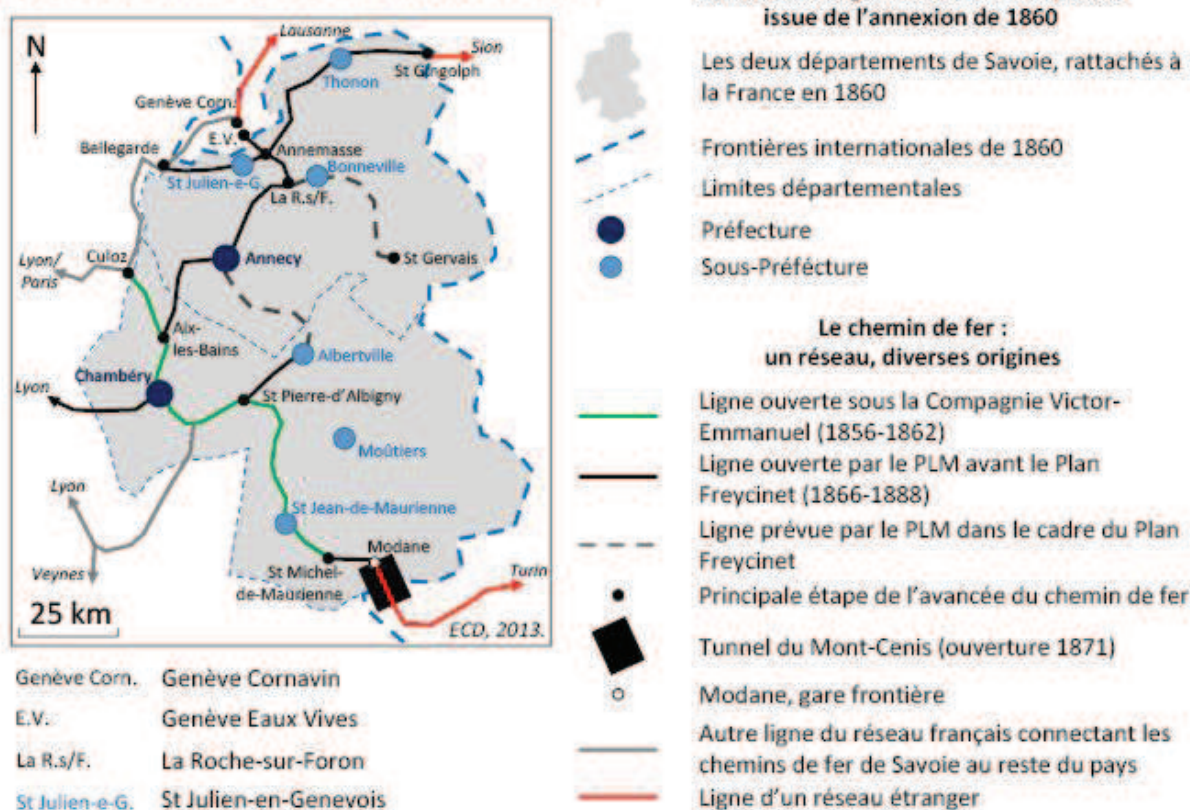 N
Lausanne
Sion
St Gingolph
Thonon
Genève Corn.
E.V.
Bellegarde
Annemasse
Bonneville
St Julien-e-G.
La R.s/F.
Culoz
Lyon/
Paris
Annecy
St Gervais
Aix-
les-Bains
Albertville
Chambéry
Lyon
St Pierre-d'Albigny
Moûtiers
Lyon
St Jean-de-Maurienne
Modane
Veynes
St Michel-
de-Maurienne
Turin
25 km
ECD, 2013.
Genève Corn. Genève Cornavin
E.V. Genève Eaux Vives
La R.s/F. La Roche-sur-Foron
St Julien-e-G. St Julien-en-Genevois
issue de l'annexion de 1860
Les deux départements de Savoie, rattachés à
la France en 1860
Frontières internationales de 1860
Limites départementales
Préfecture
Sous-Préfécture
Le chemin de fer :
un réseau, diverses origines
Ligne ouverte sous la Compagnie Victor-
Emmanuel (1856-1862)
Ligne ouverte par le PLM avant le Plan
Freycinet (1866-1888)
Ligne prévue par le PLM dans le cadre du Plan
Freycinet
Principale étape de l'avancée du chemin de fer
Tunnel du Mont-Cenis (ouverture 1871)
Modane, gare frontière
Autre ligne du réseau français connectant les
chemins de fer de Savoie au reste du pays
Ligne d'un réseau étranger